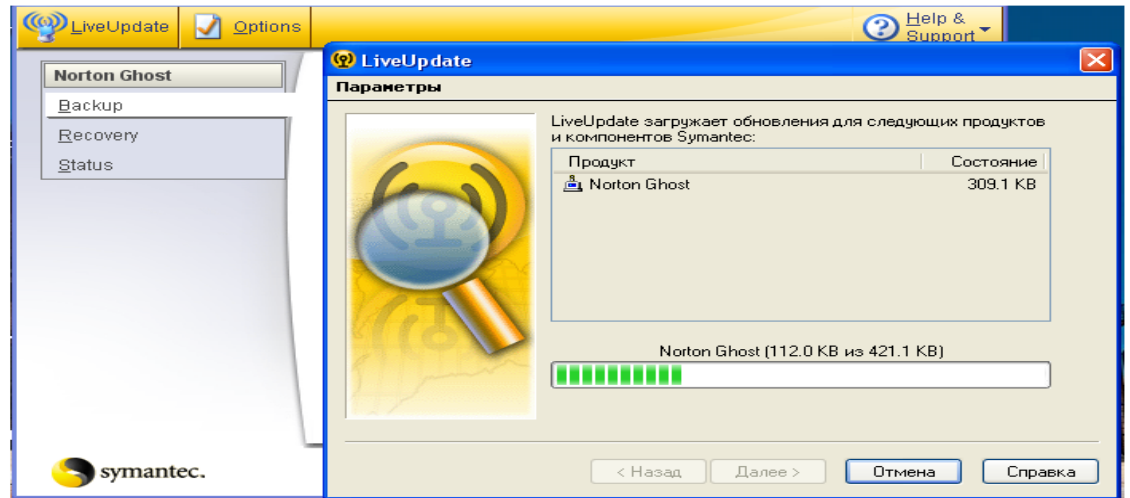 LiveUpdate
Options
Help &
Support
Norton Ghost
Backup
Recovery
Status
symantec.
LiveUpdate
Параметры
LiveUpdate загружает обновления для следующих продуктов
и компонентов Symantec:
Продукт Состояние
Norton Ghost 309.1 KB
Norton Ghost (112.0 KB из 421.1 KB)
< Назад Далее > Отмена Справка